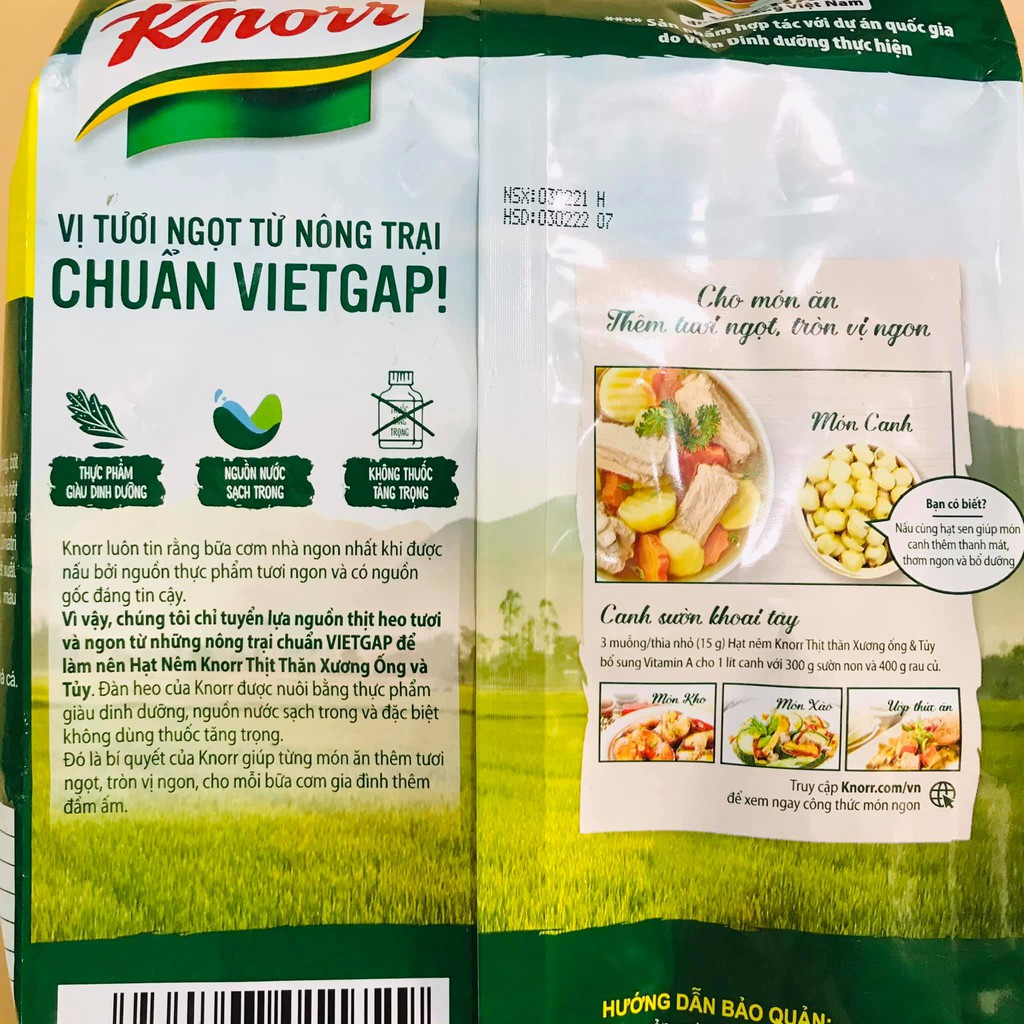 Knorr
Việt Nam
**** Sản phẩm hợp tác với dự án quốc gia
do Viện Dinh dưỡng thực hiện
VỊ TƯƠI NGỌT TỪ NÔNG TRẠI
CHUẨN VIETGAP!
THỰC PHẨM
GIÀU DINH DƯỠNG
NGUỒN NƯỚC
SẠCH TRONG
THUỐC
TĂNG
TRỌNG
KHÔNG THUỐC
TĂNG TRỌNG
Knorr luôn tin rằng bữa cơm nhà ngon nhất khi được
nấu bởi nguồn thực phẩm tươi ngon và có nguồn
gốc đáng tin cậy.
Vì vậy, chúng tôi chỉ tuyển lựa nguồn thịt heo tươi
và ngon từ những nông trại chuẩn VIETGAP để
làm nên Hạt Nêm Knorr Thịt Thăn Xương Ống và
Tủy. Đàn heo của Knorr được nuôi bằng thực phẩm
giàu dinh dưỡng, nguồn nước sạch trong và đặc biệt
không dùng thuốc tăng trọng.
Đó là bí quyết của Knorr giúp từng món ăn thêm tươi
ngọt, tròn vị ngon, cho mỗi bữa cơm gia đình thêm
đầm ấm.
NSX: H
HSD:030222 07
Cho món ăn
Thêm tươi ngọt, tròn vị ngon
Món Canh
Bạn có biết?
Nấu cùng hạt sen giúp món
canh thêm thanh mát,
thơm ngon và bổ dưỡng
Canh sườn khoai tây
3 muỗng/thìa nhỏ (15 g) Hạt nêm Knorr Thịt thăn Xương ống & Tủy
bổ sung Vitamin A cho 1 lít canh với 300 g sườn non và 400 g rau củ.
Món Kho
Món Xào
Ướp thức ăn
Truy cập Knorr.com/vn
để xem ngay công thức món ngon
HƯỚNG DẪN BẢO QUẢN: